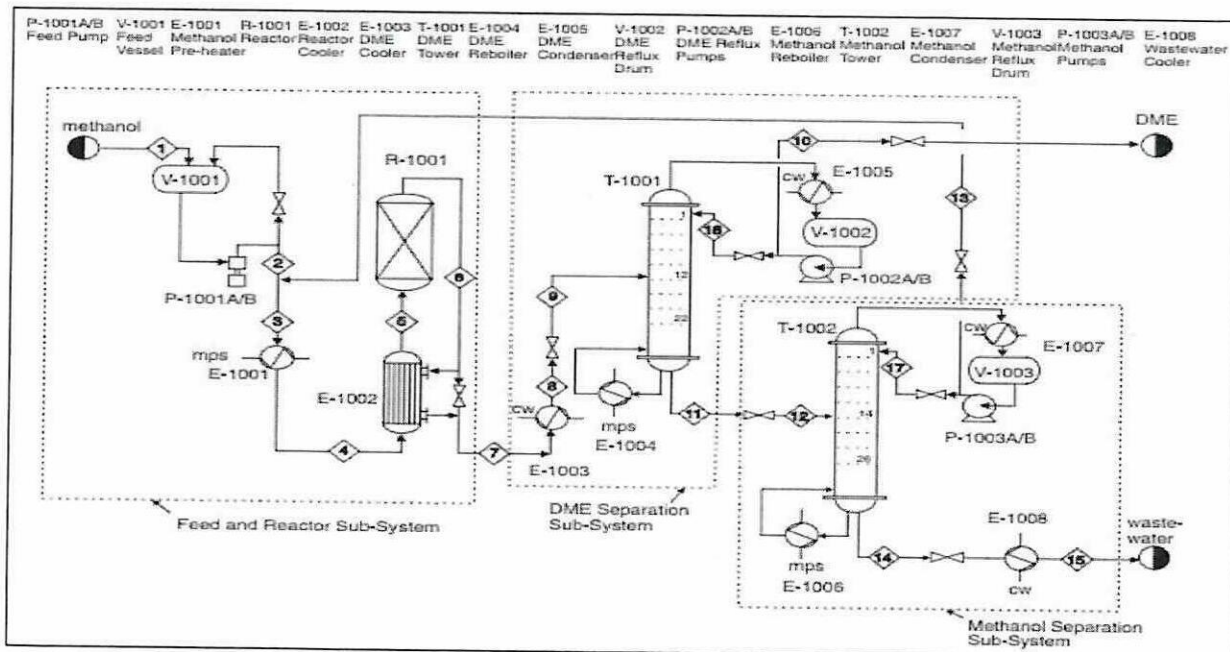 P-1001A/B V-1001 E-1001 R-1001 E-1002 E-1003 T-1001 E-1004 E-1005 V-1002 P-1002A/B E-1006 T-1002 E-1007 V-1003 P-1003A/B E-1008
Feed Pump Feed Methanol Reactor Reactor DME DME DME DME DME DME Reflux Methanol Methanol Methanol Methanol Methanol Wastewater
Vessel Pre-heater Cooler Cooler Tower Reboiler Condenser Reflux Pumps Reboiler Tower Condenser Reflux Pumps Cooler
Drum Drum
methanol
1
V-1001
2
P-1001A/B
3
mps
E-1001
4
R-1001
5
6
E-1002
7
Feed and Reactor Sub-System
cw
E-1003
8
9
T-1001
1
12
22
mps
E-1004
16
10
cw
E-1005
V-1002
P-1002A/B
DME
11
12
DME Separation
Sub-System
13
T-1002
1
14
26
17
cw
E-1007
V-1003
P-1003A/B
mps
E-1006
14
E-1008
cw
15
waste-
water
Methanol Separation
Sub-System